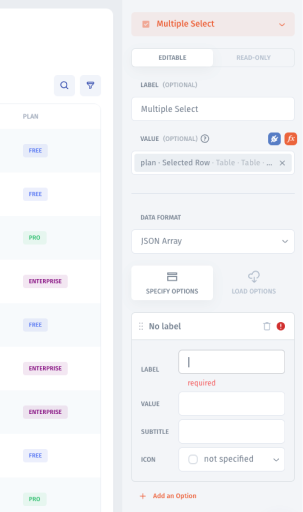 PLAN
FREE
FREE
PRO
ENTERPRISE
FREE
ENTERPRISE
ENTERPRISE
FREE
PRO
Multiple Select
EDITABLE READ-ONLY
LABEL (OPTIONAL)
Multiple Select
VALUE (OPTIONAL) ?
fx
plan · Selected Row · Table · Table · ... ×
DATA FORMAT
JSON Array
SPECIFY OPTIONS LOAD OPTIONS
No label
LABEL
required
VALUE
SUBTITLE
ICON not specified
+ Add an Option